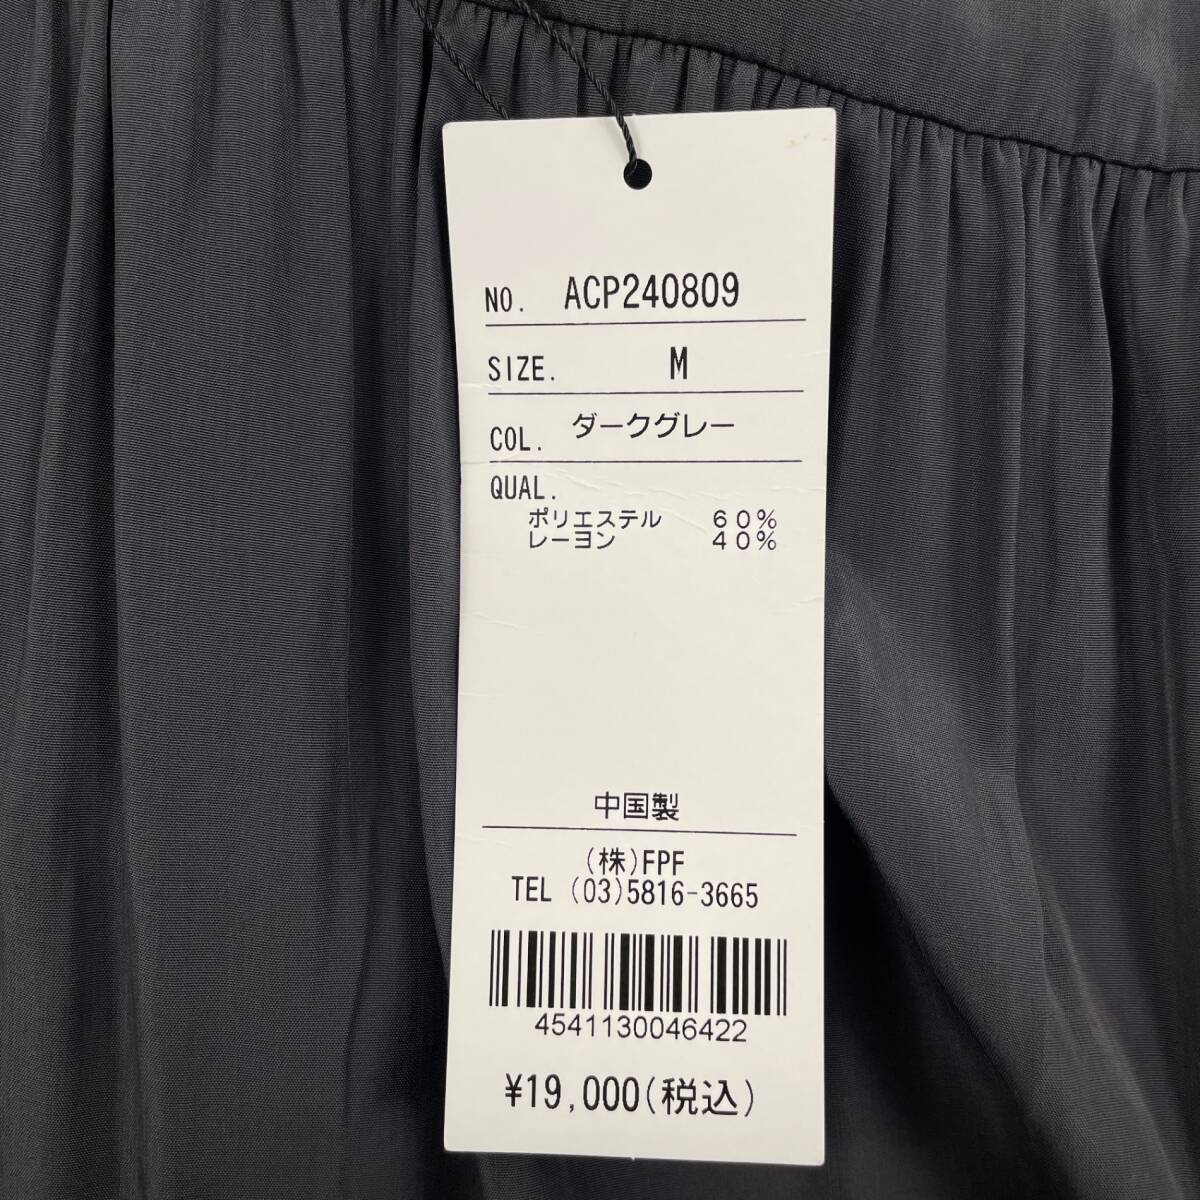 NO. ACP240809
SIZE. M
COL. ダークグレー
QUAL.
ポリエステル ６０％
レーヨン ４０％
中国製
(株)FPF
TEL (03)5816-3665
4541130046422
¥19,000(税込)